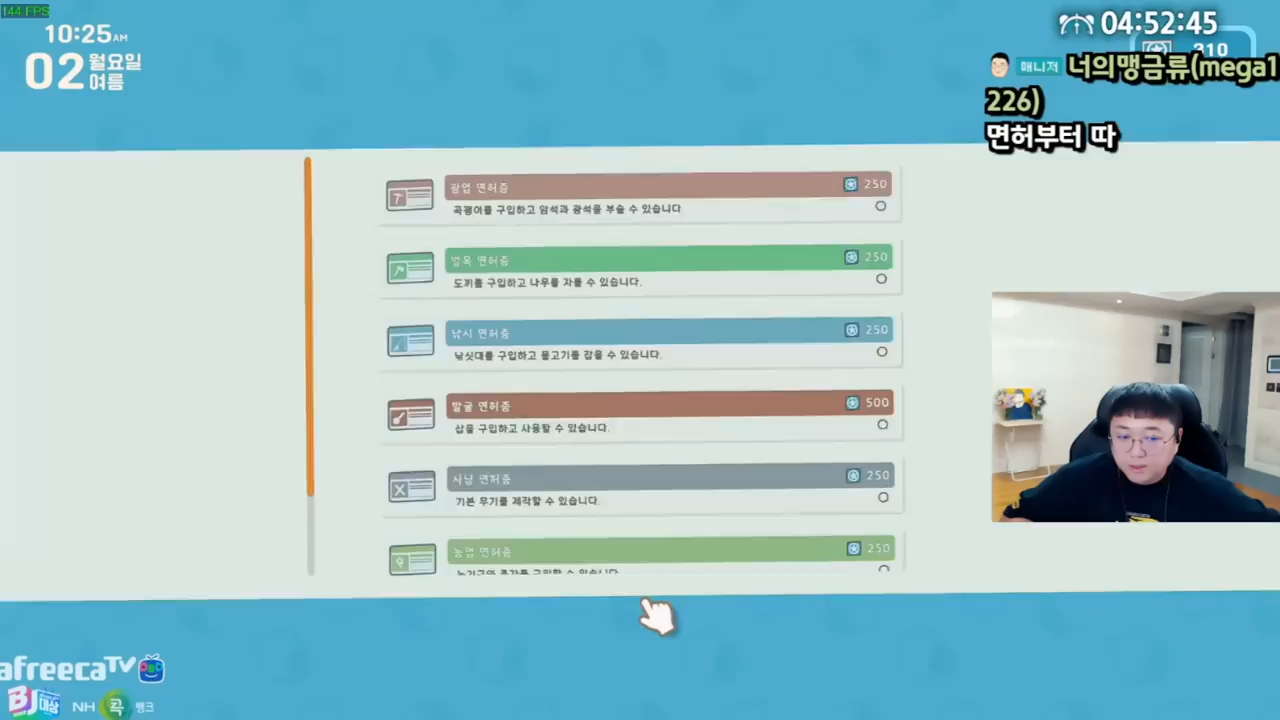 144 FPS
10:25AM
02 월요일
여름
04:52:45
310
매니저 너의맹금류(mega1
226)
면허부터 따
광업 면허증 250
곡괭이를 구입하고 암석과 광석을 부술 수 있습니다
벌목 면허증 250
도끼를 구입하고 나무를 자를 수 있습니다.
낚시 면허증 250
낚싯대를 구입하고 물고기를 잡을 수 있습니다.
발굴 면허증 500
삽을 구입하고 사용할 수 있습니다.
사냥 면허증 250
기본 무기를 제작할 수 있습니다.
농업 면허증 250
afreecaTV
BJ대상 NH 콕 뱅크